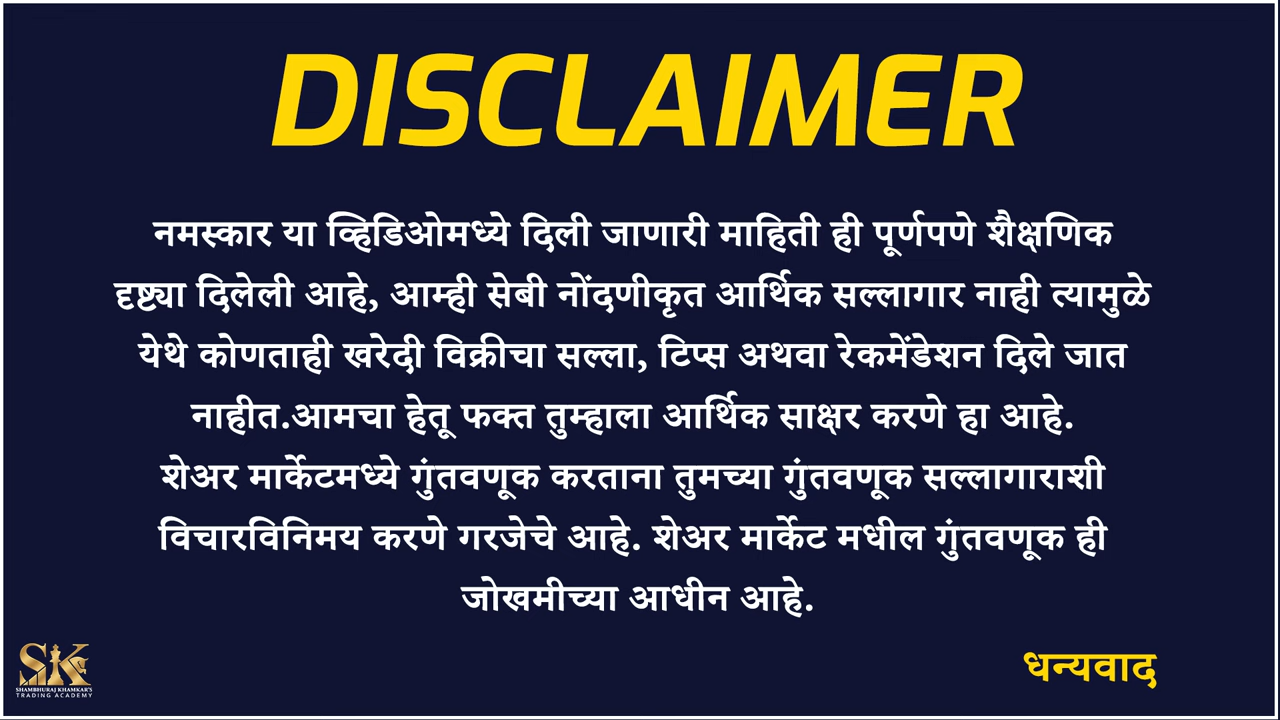 DISCLAIMER
नमस्कार या व्हिडिओमध्ये दिली जाणारी माहिती ही पूर्णपणे शैक्षणिक
दृष्ट्या दिलेली आहे, आम्ही सेबी नोंदणीकृत आर्थिक सल्लागार नाही त्यामुळे
येथे कोणताही खरेदी विक्रीचा सल्ला, टिप्स अथवा रेकमेंडेशन दिले जात
नाहीत.आमचा हेतू फक्त तुम्हाला आर्थिक साक्षर करणे हा आहे.
शेअर मार्केटमध्ये गुंतवणूक करताना तुमच्या गुंतवणूक सल्लागाराशी
विचारविनिमय करणे गरजेचे आहे. शेअर मार्केट मधील गुंतवणूक ही
जोखमीच्या आधीन आहे.
धन्यवाद
SK
SHAMBHURAJ KHAMKAR'S
TRADING ACADEMY